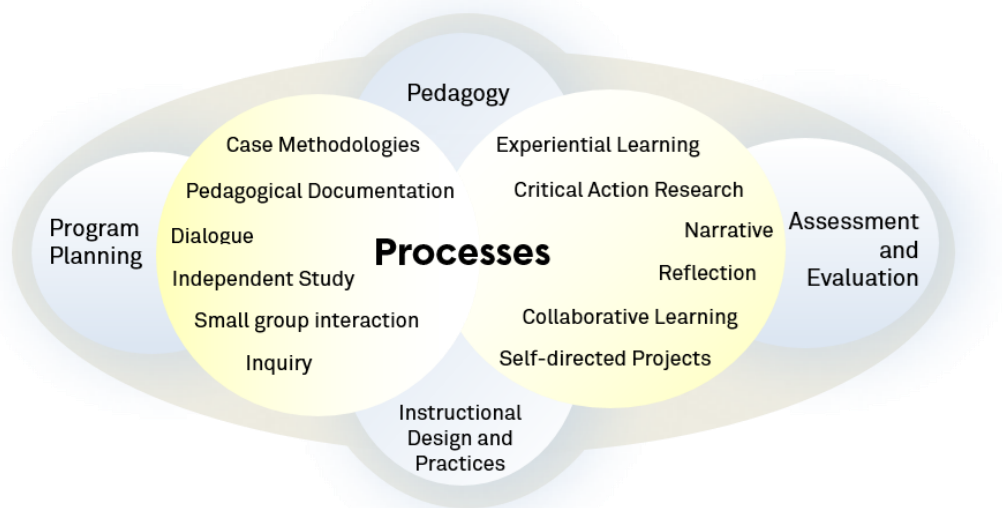 Pedagogy
Case Methodologies
Pedagogical Documentation
Dialogue
Independent Study
Small group interaction
Inquiry
Processes
Experiential Learning
Critical Action Research
Narrative
Reflection
Collaborative Learning
Self-directed Projects
Program
Planning
Assessment
and
Evaluation
Instructional
Design and
Practices